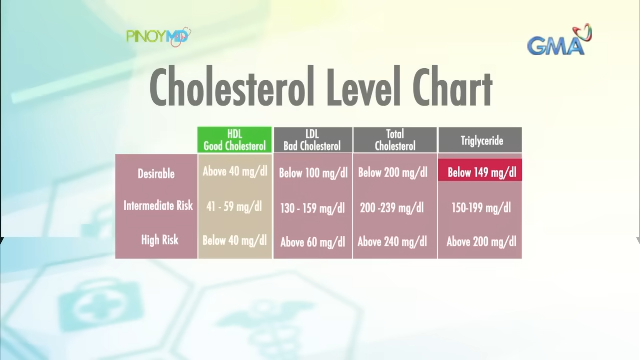 PINOYMD
GMA
Cholesterol Level Chart
HDL
Good Cholesterol
LDL
Bad Cholesterol
Total
Cholesterol
Triglyceride
Desirable
Above 40 mg/dl
Below 100 mg/dl
Below 200 mg/dl
Below 149 mg/dl
Intermediate Risk
41 - 59 mg/dl
130 - 159 mg/dl
200 -239 mg/dl
150-199 mg/dl
High Risk
Below 40 mg/dl
Above 60 mg/dl
Above 240 mg/dl
Above 200 mg/dl